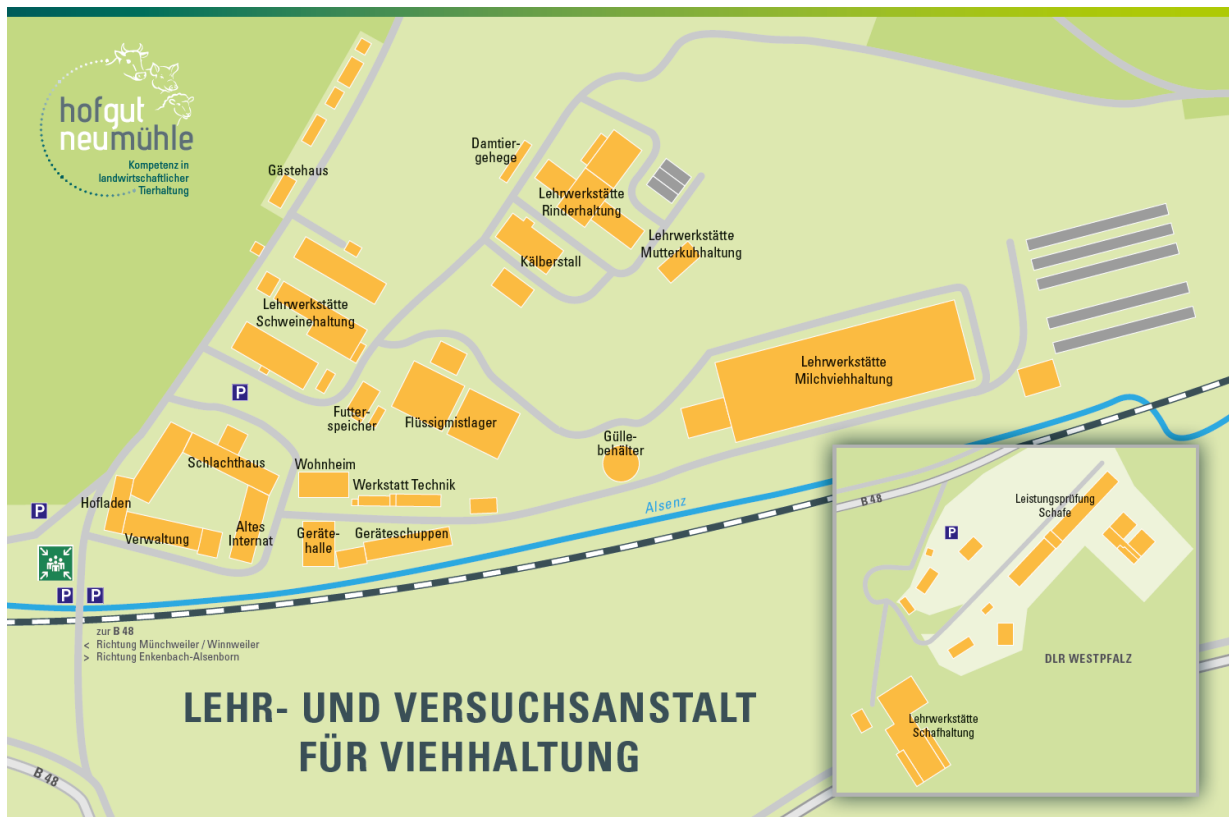 hofgut
neumühle
Kompetenz in
landwirtschaftlicher
Tierhaltung
Gästehaus
Damtier-
gehege
Lehrwerkstätte
Rinderhaltung
Lehrwerkstätte
Mutterkuhhaltung
Kälberstall
Lehrwerkstätte
Schweinehaltung
Lehrwerkstätte
Milchviehhaltung
P
Futter-
speicher
Flüssigmistlager
Gülle-
behälter
Schlachthaus
Wohnheim
Werkstatt Technik
Hofladen
P
Verwaltung
Altes
Internat
Geräte-
halle
Geräteschuppen
Alsenz
P
P
zur B 48
< Richtung Münchweiler / Winnweiler
> Richtung Enkenbach-Alsenborn
B 48
Leistungsprüfung
Schafe
P
DLR WESTPFALZ
Lehrwerkstätte
Schafhaltung
LEHR- UND VERSUCHSANSTALT
FÜR VIEHHALTUNG
B 48